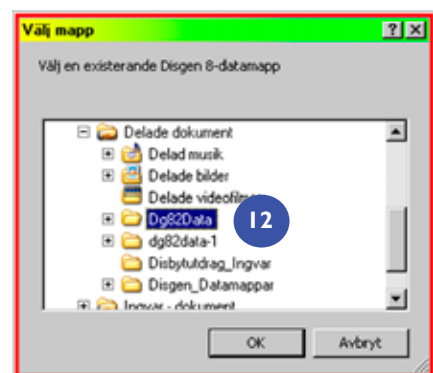 Välj mapp
Välj en existerande Disgen 8-datamapp
Delade dokument
Delad musik
Delade bilder
Delade videofilmer
Dg82Data
12
dg82data-1
Disbytutdrag_Ingvar
Disgen_Datamappar
Ingvar - dokument
OK
Avbryt